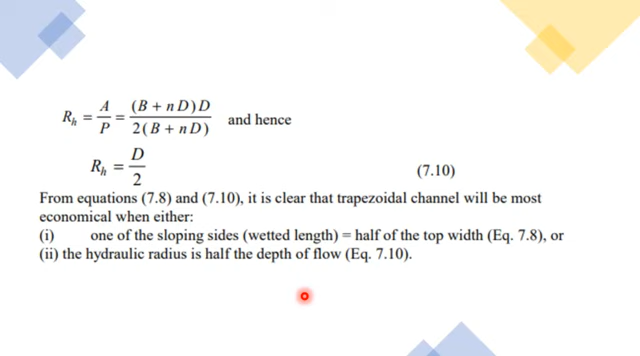 R_h = A/P = (B + n D) D / 2 (B + n D) and hence
R_h = D/2 (7.10)
From equations (7.8) and (7.10), it is clear that trapezoidal channel will be most
economical when either:
(i) one of the sloping sides (wetted length) = half of the top width (Eq. 7.8), or
(ii) the hydraulic radius is half the depth of flow (Eq. 7.10).